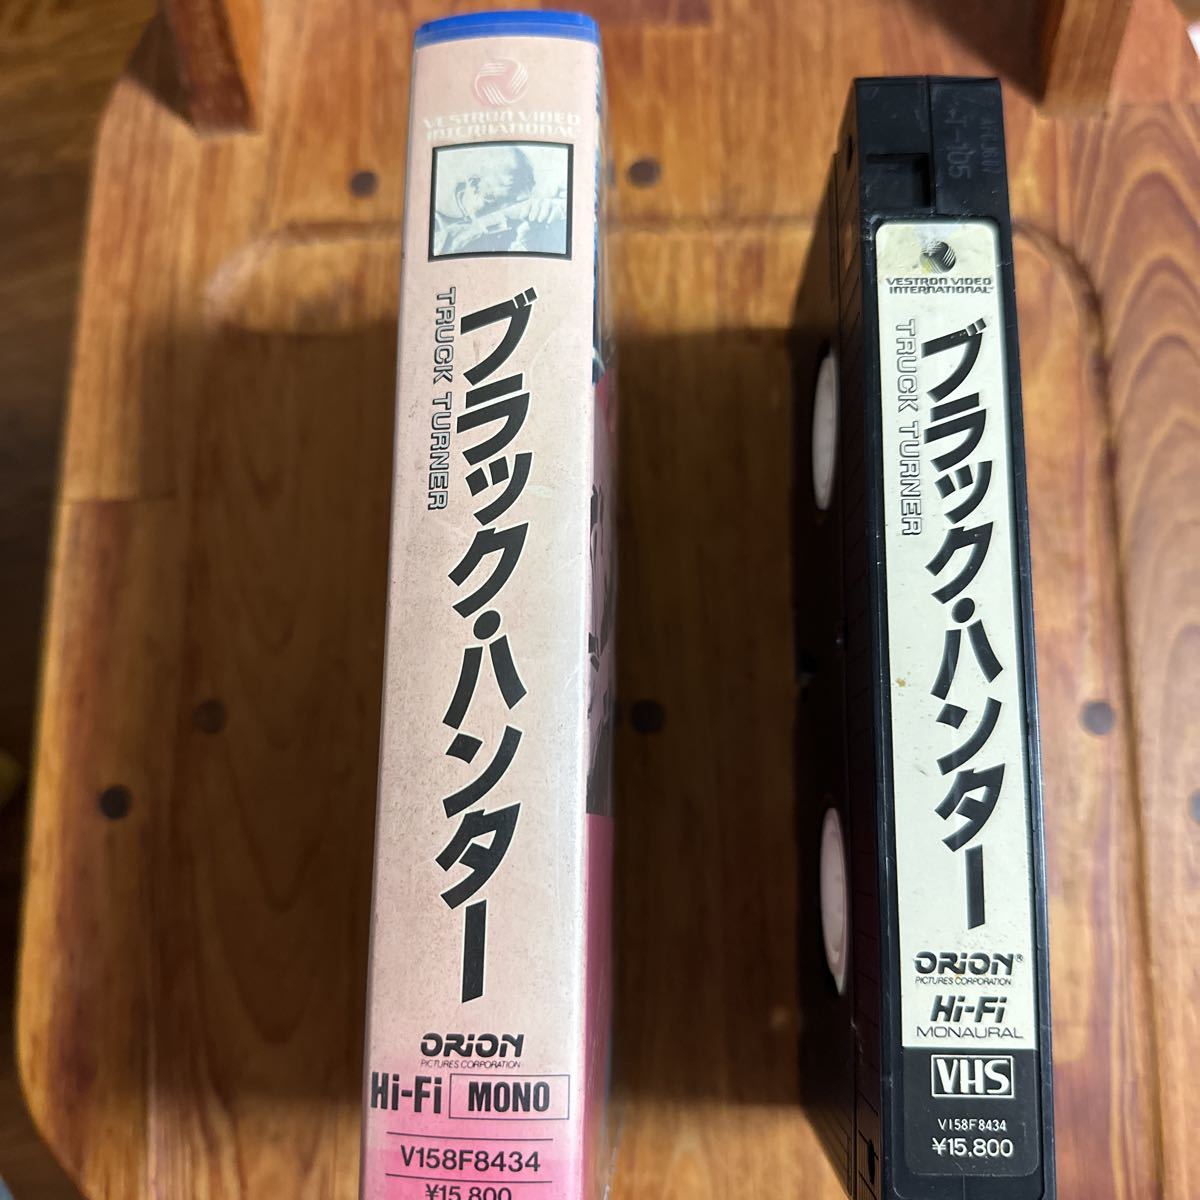 VESTRON VIDEO
INTERNATIONAL
ブラック・ハンター
TRUCK TURNER
ORION
PICTURES CORPORATION
Hi-Fi MONO
V158F8434
¥15,800
T-105
VESTRON VIDEO
INTERNATIONAL
ブラック・ハンター
TRUCK TURNER
ORION®
PICTURES CORPORATION
Hi-Fi
MONAURAL
VHS
V158F8434
¥15,800